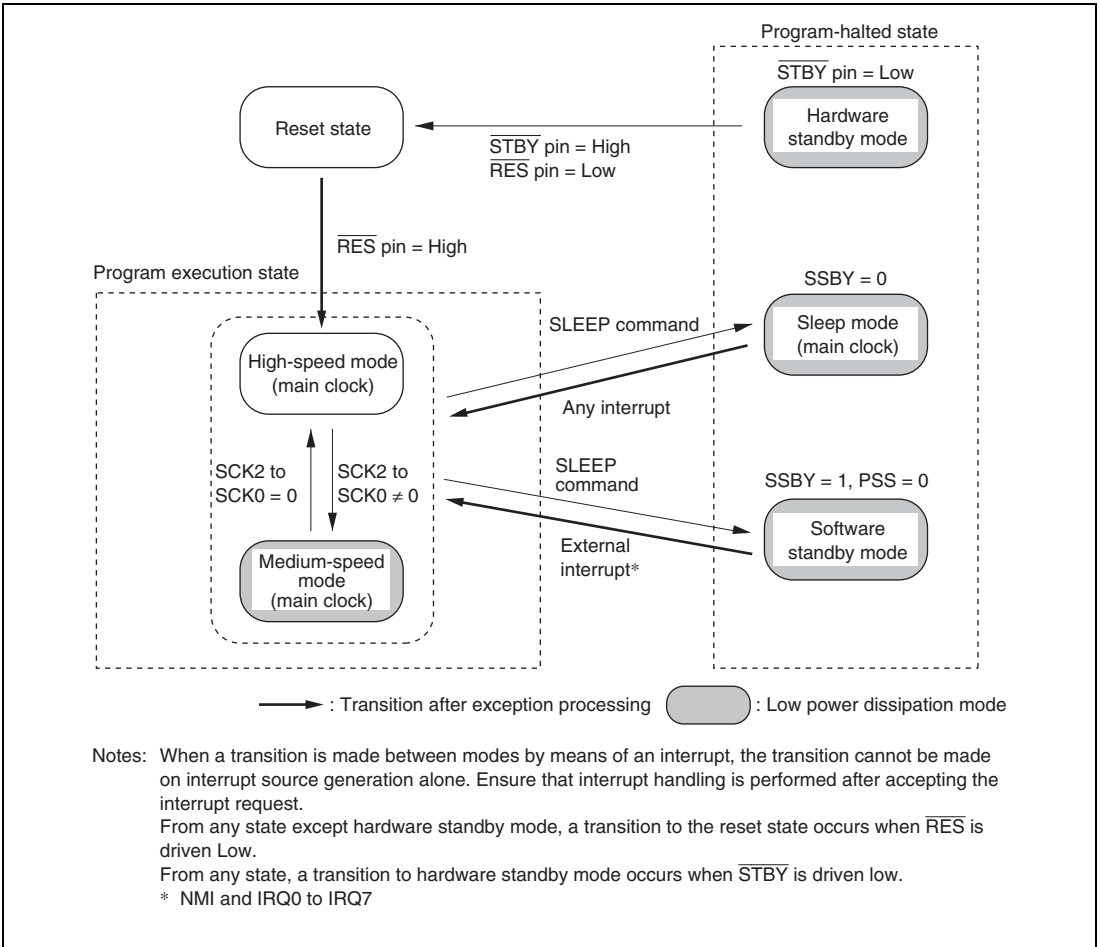 Program-halted state
STBY pin = Low
Hardware
standby mode
Reset state
STBY pin = High
RES pin = Low
RES pin = High
Program execution state
SSBY = 0
Sleep mode
(main clock)
SLEEP command
Any interrupt
High-speed mode
(main clock)
SCK2 to
SCK0 = 0
SCK2 to
SCK0 ≠ 0
SLEEP
command
External
interrupt*
SSBY = 1, PSS = 0
Software
standby mode
Medium-speed
mode
(main clock)
: Transition after exception processing
: Low power dissipation mode
Notes: When a transition is made between modes by means of an interrupt, the transition cannot be made
on interrupt source generation alone. Ensure that interrupt handling is performed after accepting the
interrupt request.
From any state except hardware standby mode, a transition to the reset state occurs when RES is
driven Low.
From any state, a transition to hardware standby mode occurs when STBY is driven low.
* NMI and IRQ0 to IRQ7